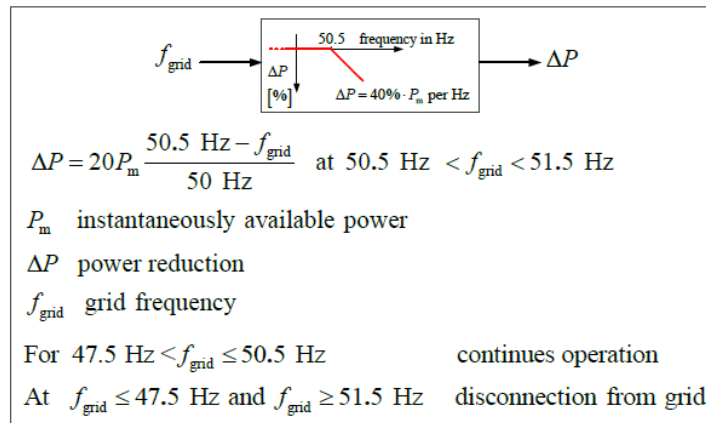 50.5 frequency in Hz
f_grid ΔP
ΔP
[%] ΔP = 40% · P_m per Hz
ΔP = 20P_m (50.5 Hz − f_grid) / (50 Hz) at 50.5 Hz < f_grid < 51.5 Hz
P_m instantaneously available power
ΔP power reduction
f_grid grid frequency
For 47.5 Hz < f_grid ≤ 50.5 Hz continues operation
At f_grid ≤ 47.5 Hz and f_grid ≥ 51.5 Hz disconnection from grid